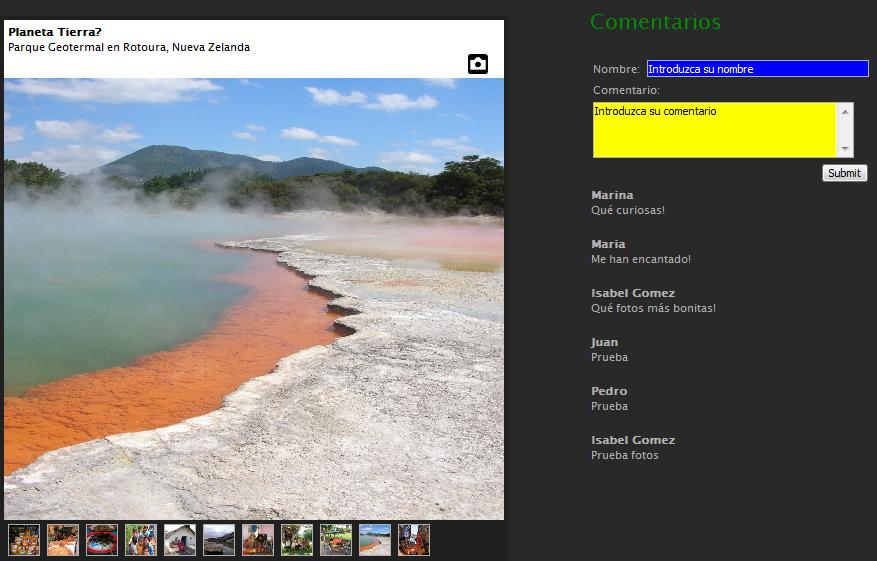 Planeta Tierra?
Parque Geotermal en Rotoura, Nueva Zelanda
Comentarios
Nombre: Introduzca su nombre
Comentario:
Introduzca su comentario
Submit
Marina
Qué curiosas!
Maria
Me han encantado!
Isabel Gomez
Qué fotos más bonitas!
Juan
Prueba
Pedro
Prueba
Isabel Gomez
Prueba fotos